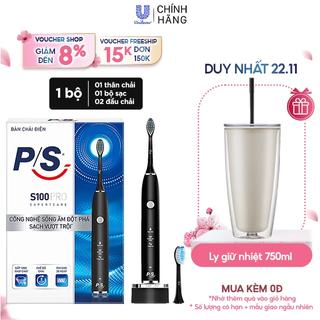 Unilever
CHÍNH HÃNG
VOUCHER SHOP
GIẢM ĐẾN 8%
VOUCHER FREESHIP
15K ĐƠN 150K
1 bộ
01 thân chải
01 bộ sạc
02 đầu chải
DUY NHẤT 22.11
BÀN CHẢI ĐIỆN
P/S
S100 PRO
EXPERTCARE
CÔNG NGHỆ SÓNG ÂM ĐỘT PHÁ
SẠCH VƯỢT TRỘI
P/S
P/S
Ly giữ nhiệt 750ml
MUA KÈM 0Đ
*Nhớ thêm quà vào giỏ hàng
* Số lượng có hạn + mẫu giao ngẫu nhiên